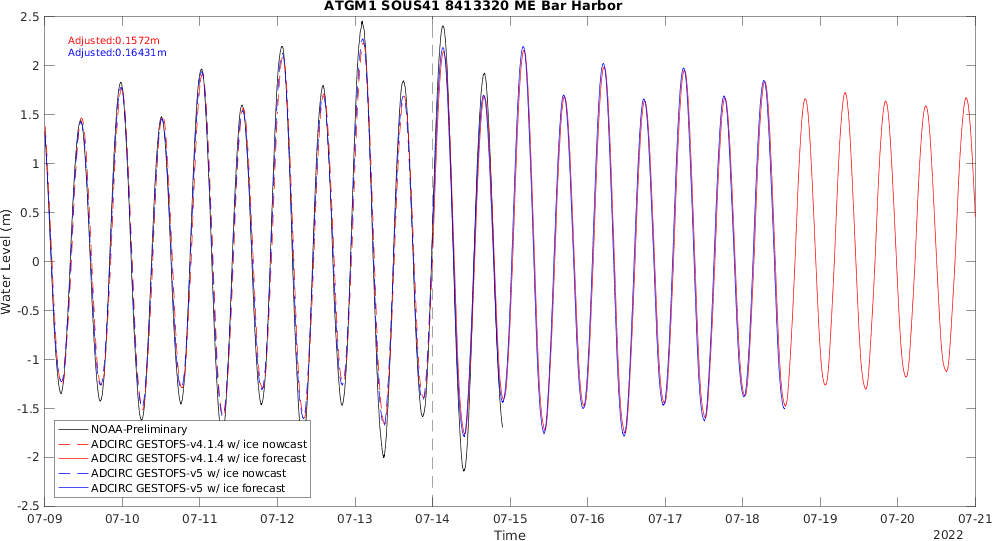 ATGM1 SOUS41 8413320 ME Bar Harbor
Adjusted:0.1572m
Adjusted:0.16431m
Water Level (m)
2.5
2
1.5
1
0.5
0
-0.5
-1
-1.5
-2
-2.5
NOAA-Preliminary
ADCIRC GESTOFS-v4.1.4 w/ ice nowcast
ADCIRC GESTOFS-v4.1.4 w/ ice forecast
ADCIRC GESTOFS-v5 w/ ice nowcast
ADCIRC GESTOFS-v5 w/ ice forecast
07-09 07-10 07-11 07-12 07-13 07-14 07-15 07-16 07-17 07-18 07-19 07-20 07-21
Time
2022